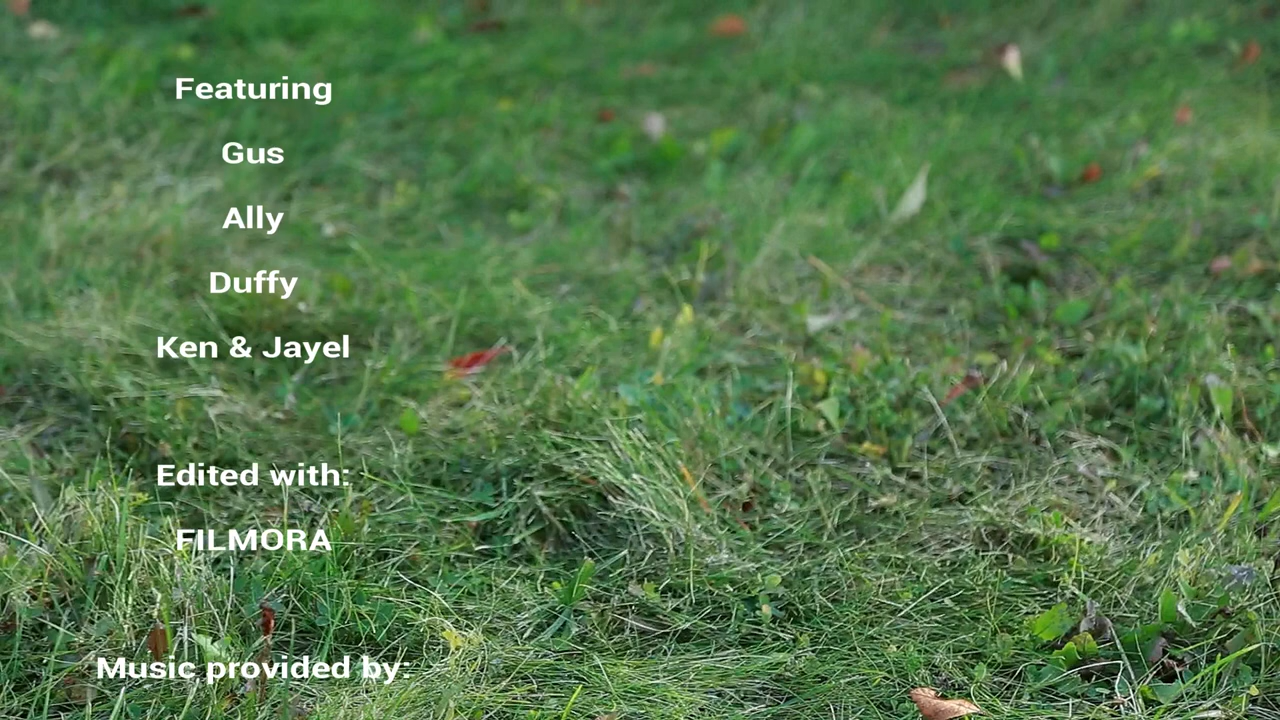 Featuring
Gus
Ally
Duffy
Ken & Jayel
Edited with:
FILMORA
Music provided by: